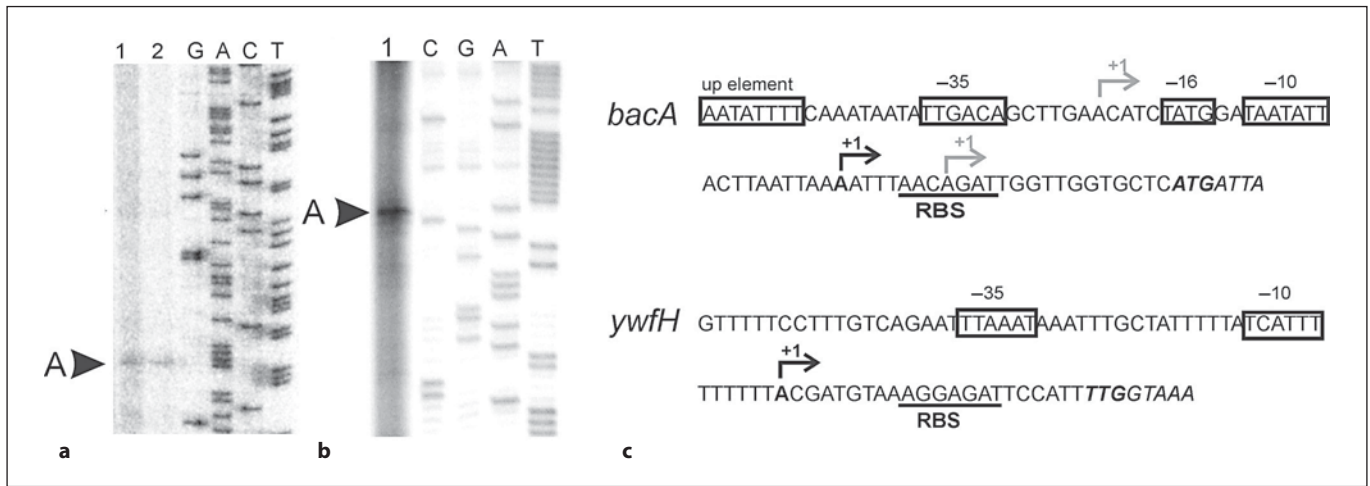 1 2 G A C T
A
a
1 C G A T
A
b
+1
up element –35 –16 –10
bacA AATATTTTCAAATAATATTGACAGCTTGAACATCTATGGATAATATT
+1 +1
ACTTAATTAAAATTTAACAGATTGGTTGGTGCTCATGATTA
RBS
–35 –10
ywfH GTTTTTCCTTTGTCAGAATTTAAATAAATTTGCTATTTTTATCATTT
+1
TTTTTTACGATGTAAAGGAGATTCCATTTTGGTAAA
RBS
c